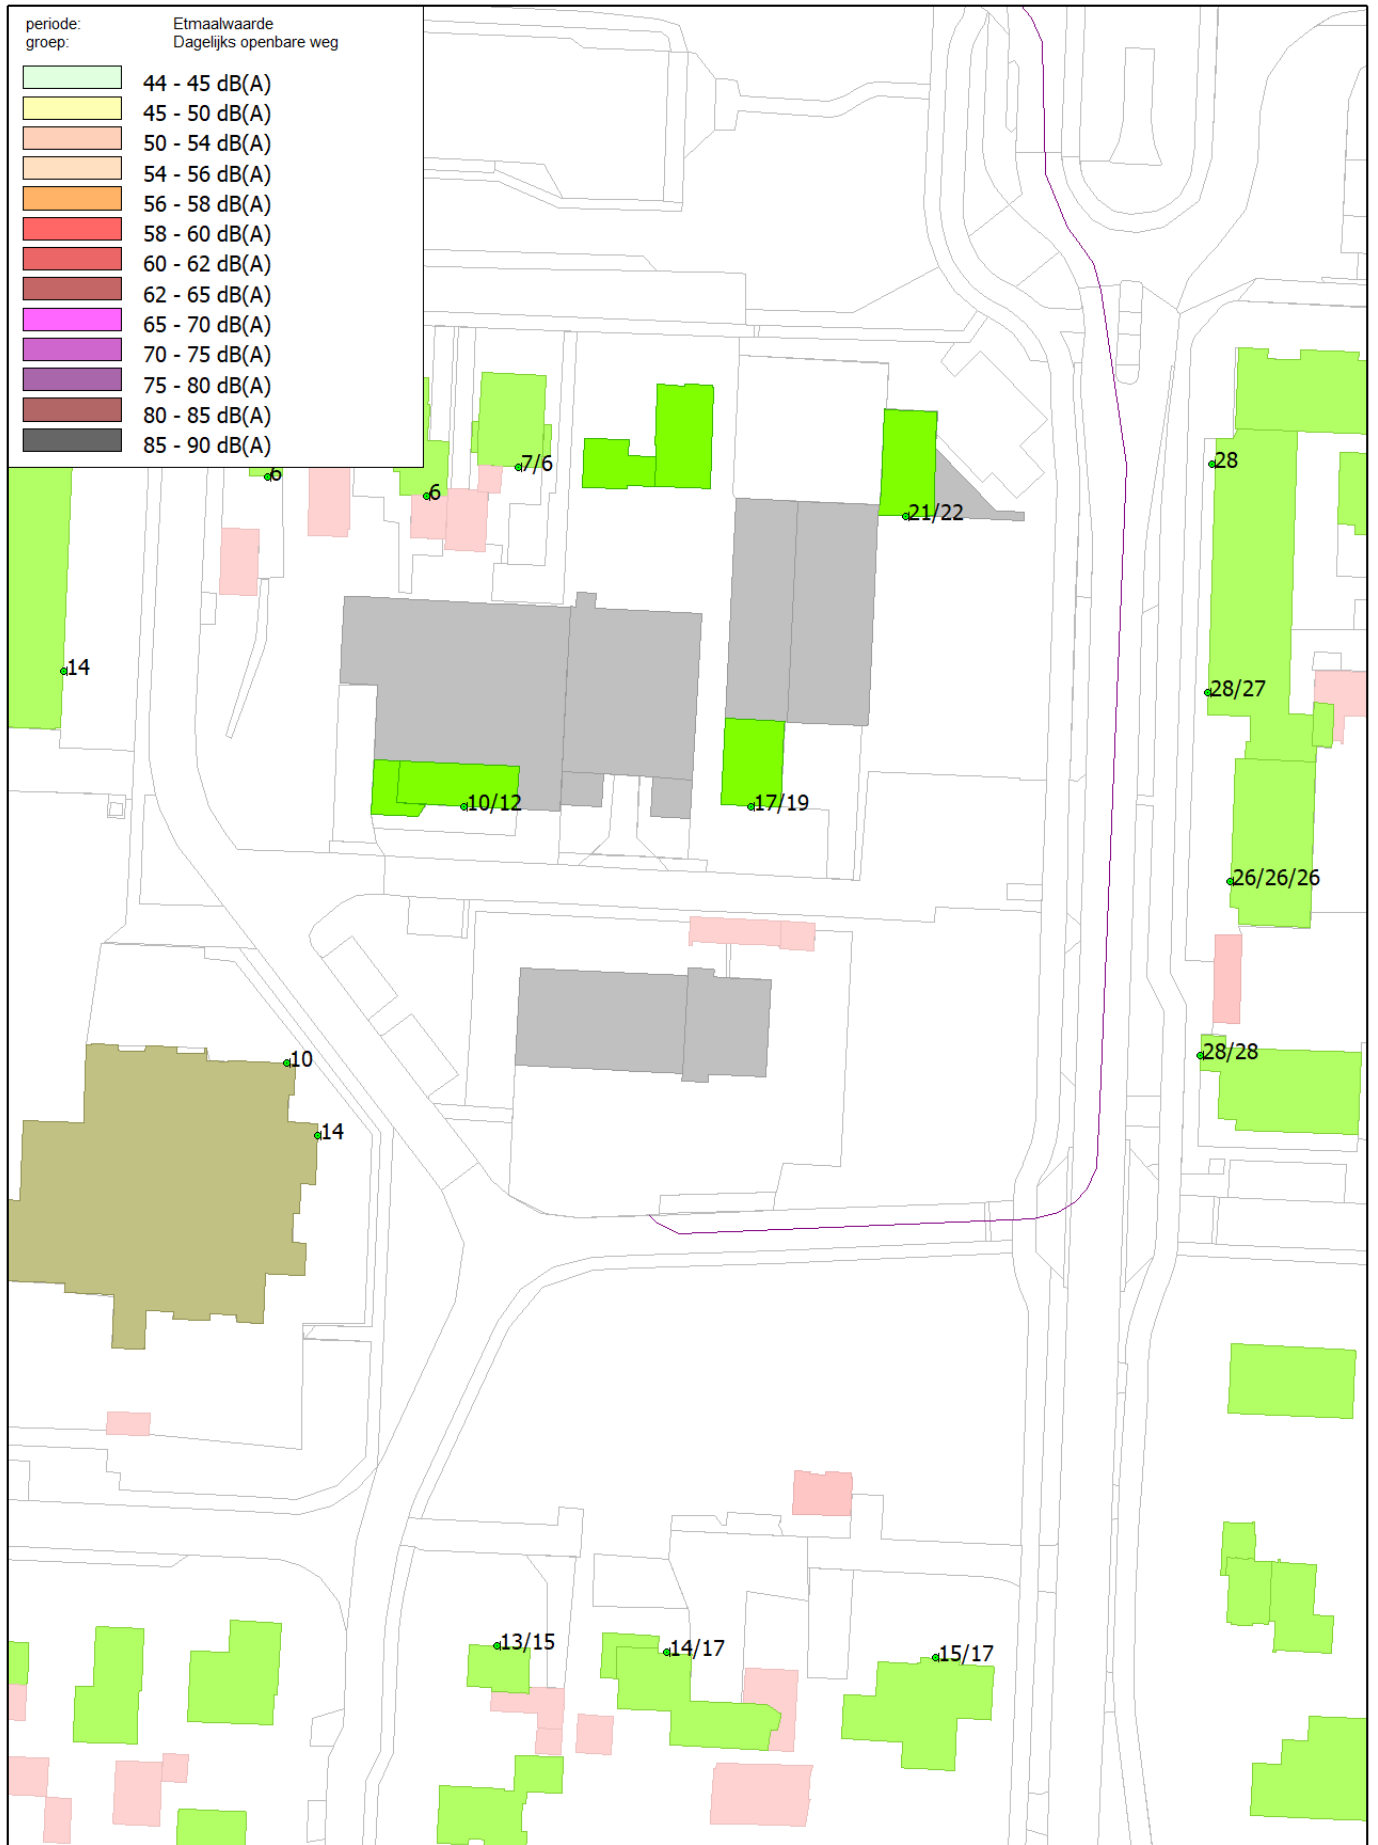 periode: Etmaalwaarde
groep: Dagelijks openbare weg
44 - 45 dB(A)
45 - 50 dB(A)
50 - 54 dB(A)
54 - 56 dB(A)
56 - 58 dB(A)
58 - 60 dB(A)
60 - 62 dB(A)
62 - 65 dB(A)
65 - 70 dB(A)
70 - 75 dB(A)
75 - 80 dB(A)
80 - 85 dB(A)
85 - 90 dB(A)
28
7/6
6
6
21/22
14
28/27
10/12
17/19
26/26/26
28/28
10
14
13/15
14/17
15/17